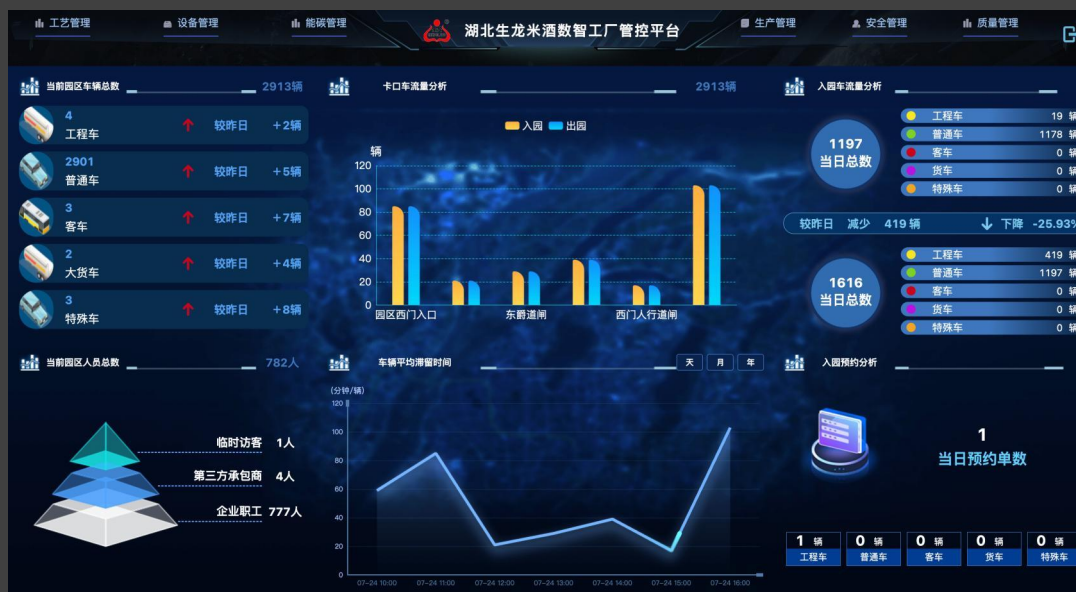 工艺管理
设备管理
能碳管理
湖北生龙米酒数智工厂管控平台
生产管理
安全管理
质量管理
当前园区车辆总数
2913辆
4
工程车
较昨日 +2辆
2901
普通车
较昨日 +5辆
3
客车
较昨日 +7辆
2
大货车
较昨日 +4辆
3
特殊车
较昨日 +8辆
卡口车流量分析
2913辆
入园 出园
辆
120
100
80
60
40
20
0
园区西门入口 东爵道闸 西门人行道闸
入园车流量分析
1197
当日总数
工程车 19 辆
普通车 1178 辆
客车 0 辆
货车 0 辆
特殊车 0 辆
较昨日 减少 419 辆 下降 -25.93%
1616
当日总数
工程车 419 辆
普通车 1197 辆
客车 0 辆
货车 0 辆
特殊车 0 辆
当前园区人员总数
782人
临时访客 1人
第三方承包商 4人
企业职工 777人
车辆平均滞留时间
天 月 年
(分钟/辆)
120
100
80
60
40
20
0
07-24 10:00 07-24 11:00 07-24 12:00 07-24 13:00 07-24 14:00 07-24 15:00 07-24 16:00
入园预约分析
1
当日预约单数
1 辆 0 辆 0 辆 0 辆 0 辆
工程车 普通车 客车 货车 特殊车